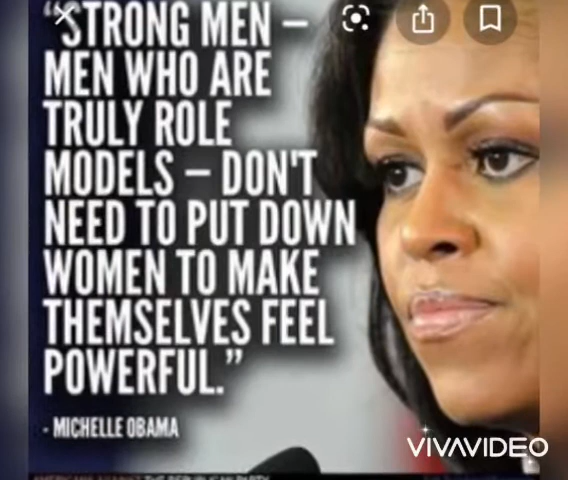 “STRONG MEN –
MEN WHO ARE
TRULY ROLE
MODELS – DON'T
NEED TO PUT DOWN
WOMEN TO MAKE
THEMSELVES FEEL
POWERFUL.”
- MICHELLE OBAMA
VIVAVIDEO